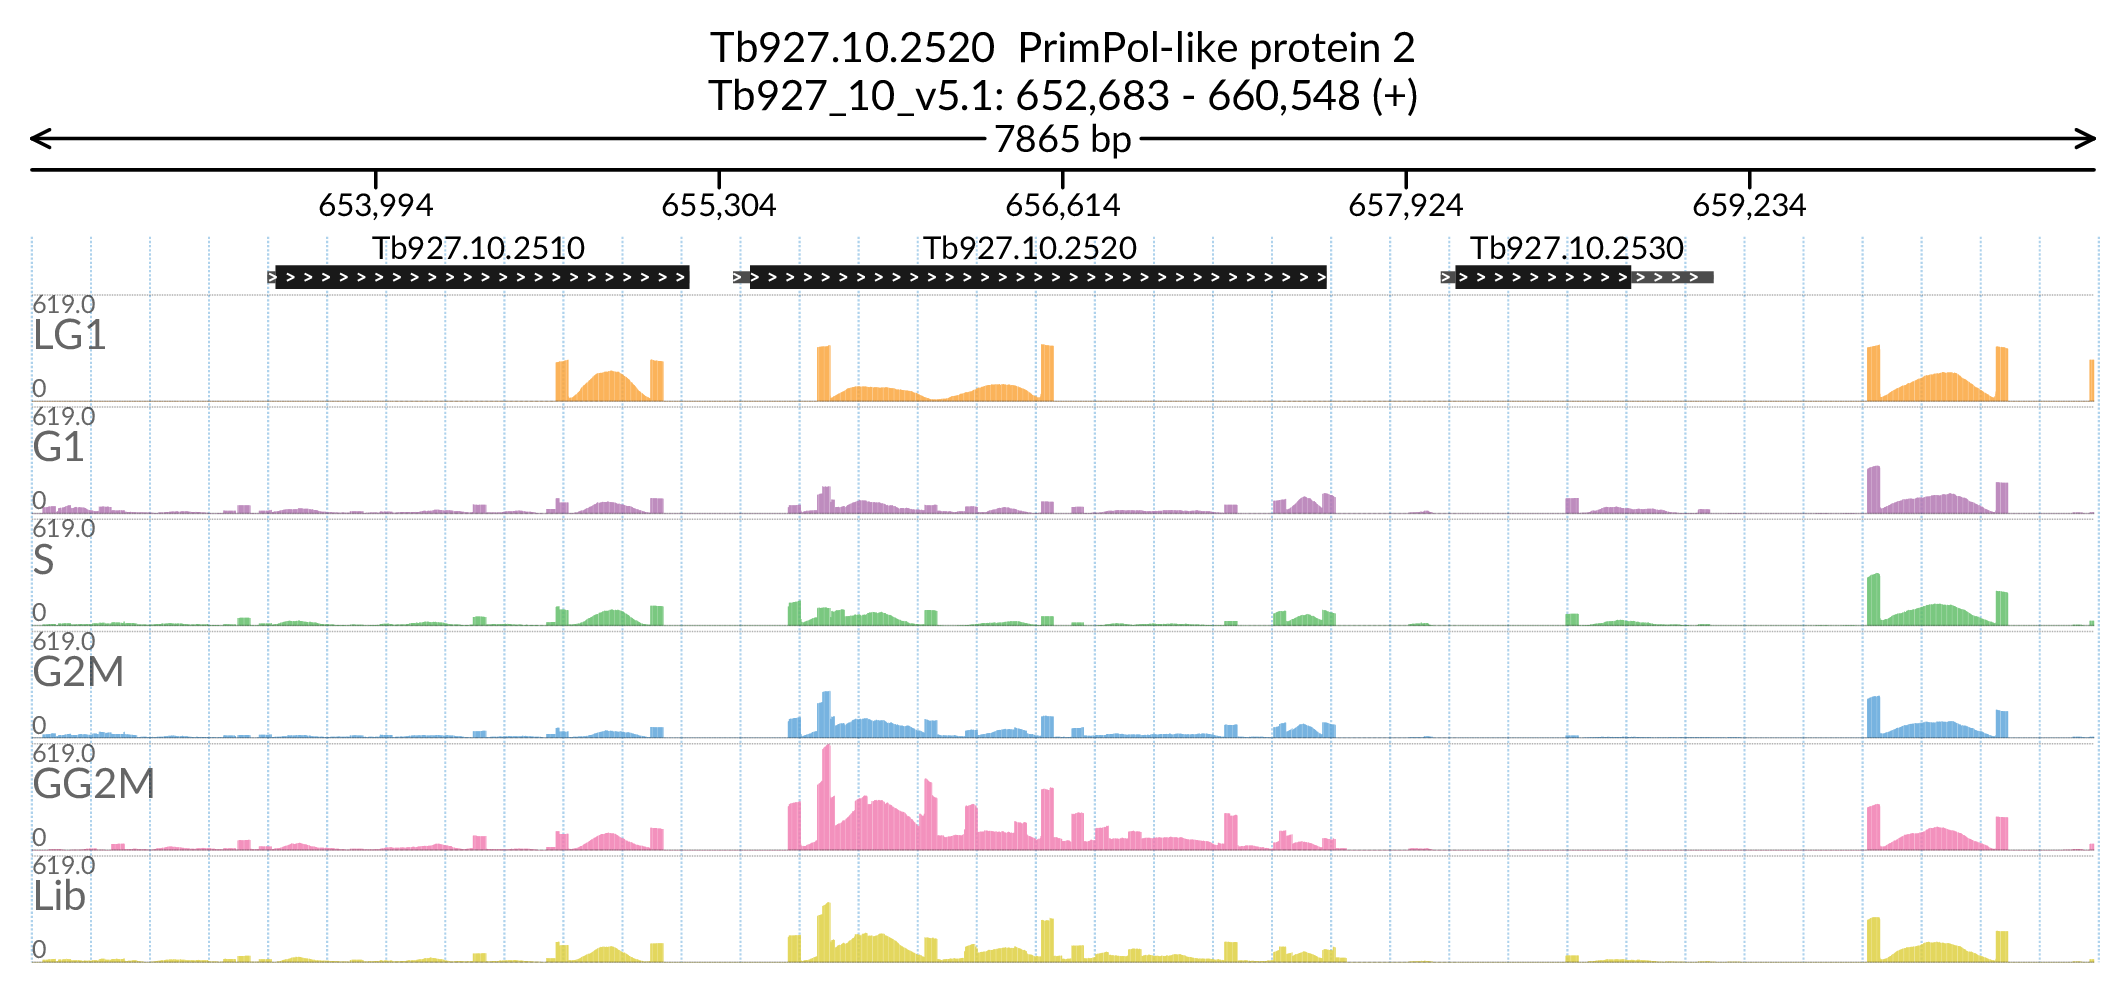 Tb927.10.2520 PrimPol-like protein 2
Tb927_10_v5.1: 652,683 - 660,548 (+)
7865 bp
653,994 655,304 656,614 657,924 659,234
Tb927.10.2510 Tb927.10.2520 Tb927.10.2530
619.0
LG1
0
619.0
G1
0
619.0
S
0
619.0
G2M
0
619.0
GG2M
0
619.0
Lib
0